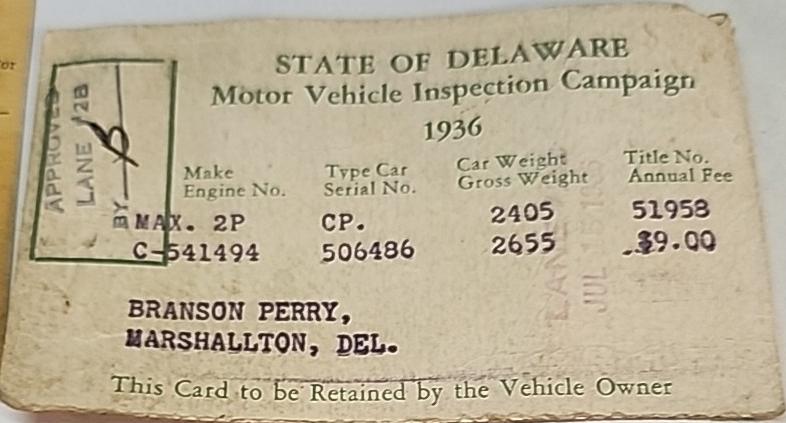 STATE OF DELAWARE
Motor Vehicle Inspection Campaign
1936
APPROVED
LANE 2B
BY B
Make Type Car Car Weight Title No.
Engine No. Serial No. Gross Weight Annual Fee
MAX. 2P CP. 2405 51958
C-541494 506486 2655 $9.00
LANE
JUL
BRANSON PERRY,
MARSHALLTON, DEL.
This Card to be Retained by the Vehicle Owner